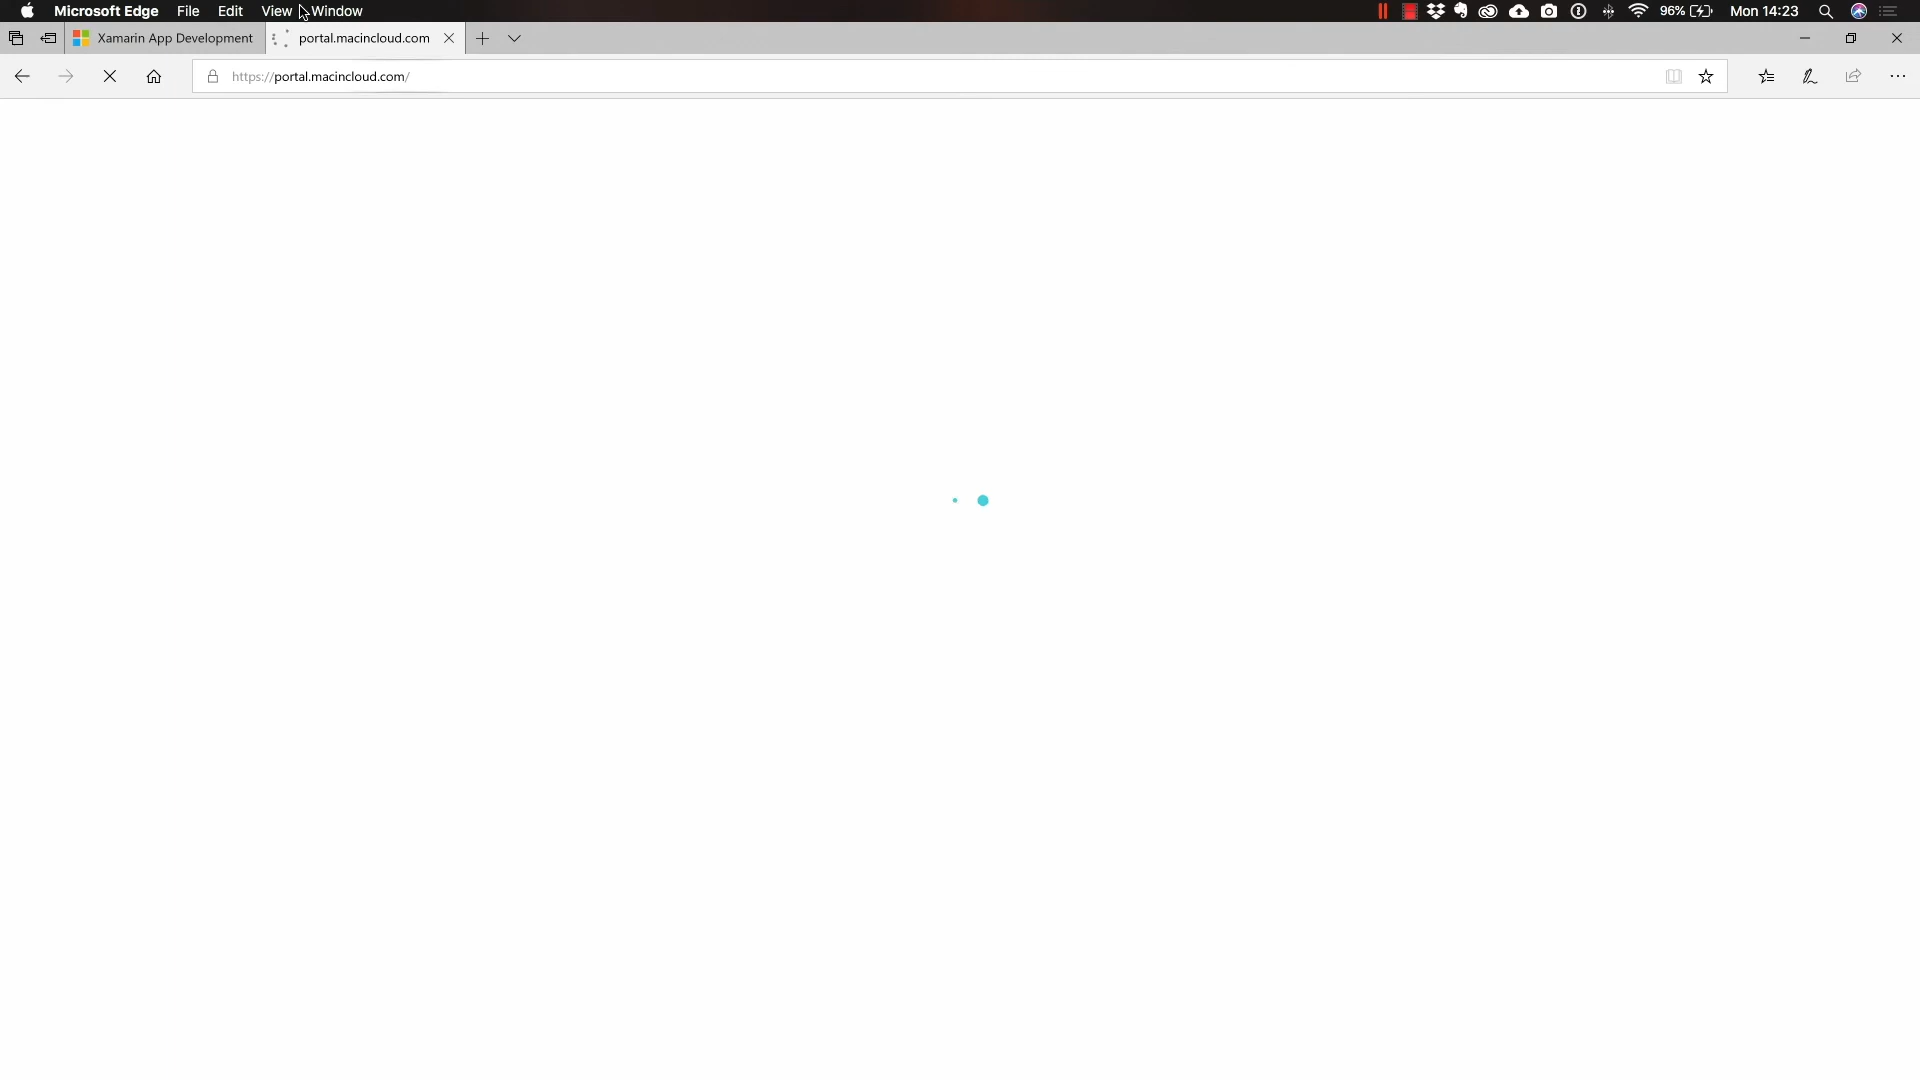 Microsoft Edge File Edit View Window 96% Mon 14:23
Xamarin App Development portal.macincloud.com
https://portal.macincloud.com/